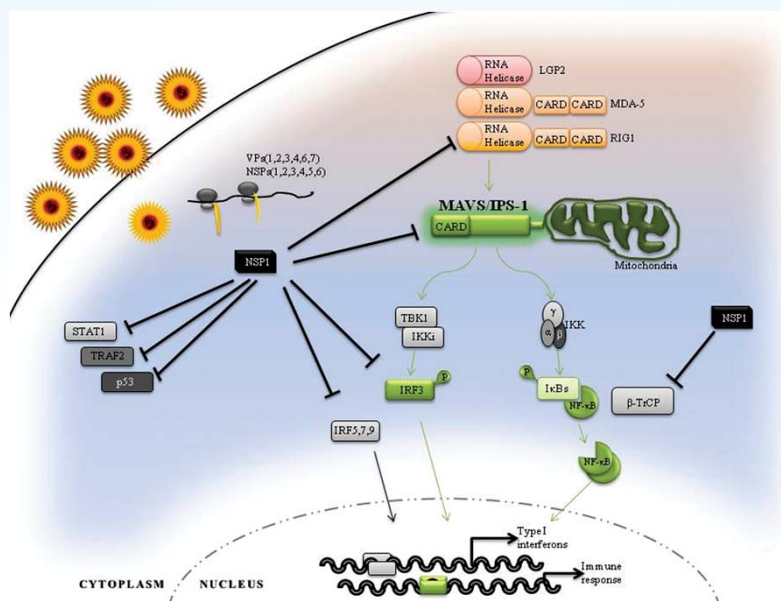 RNA
Helicase
LGP2
RNA
Helicase
CARD
CARD
MDA-5
RNA
Helicase
CARD
CARD
RIG1
VPs(1,2,3,4,6,7)
NSPs(1,2,3,4,5,6)
MAVS/IPS-1
CARD
Mitochondria
NSP1
STAT1
TRAF2
p53
TBK1
IKKi
γ
α
β
IKK
NSP1
IRF3
P
P
IκBs
NF-κB
β-TrCP
IRF5,7,9
NF-κB
Type I
interferons
Immune
response
CYTOPLASM
NUCLEUS